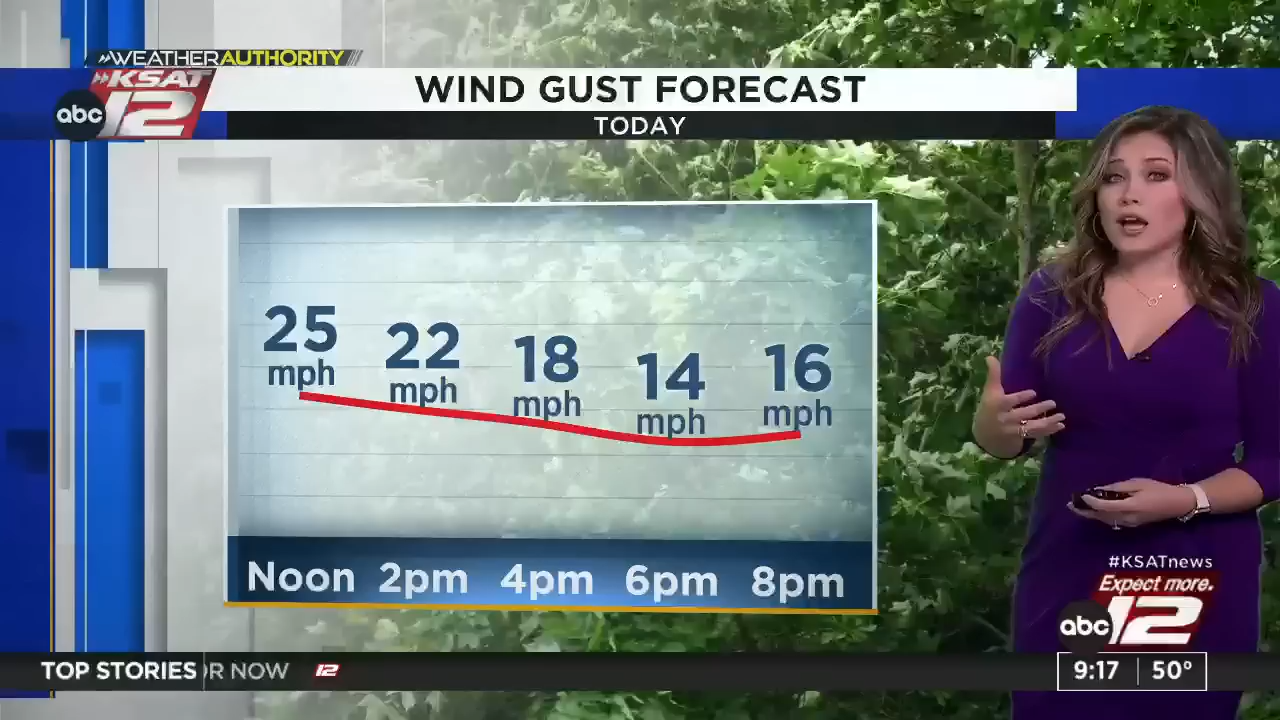 WEATHERAUTHORITY
KSAT
abc 12
WIND GUST FORECAST
TODAY
25 mph
22 mph
18 mph
14 mph
16 mph
Noon 2pm 4pm 6pm 8pm
#KSATnews
Expect more.
abc 12
TOP STORIES OR NOW 12
9:17 50°